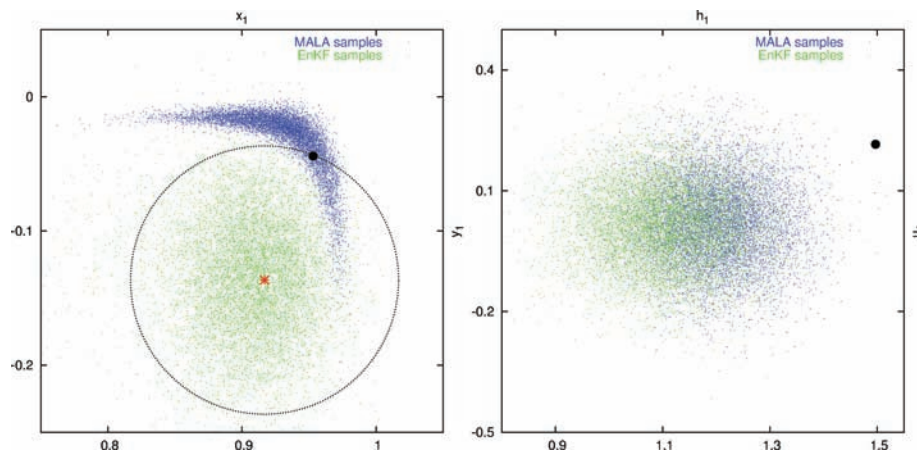 x₁
h₁
MALA samples
EnKF samples
0
-0.1
-0.2
0.8
0.9
1
y₁
MALA samples
EnKF samples
0.4
0.1
-0.2
-0.5
0.9
1.1
1.3
1.5